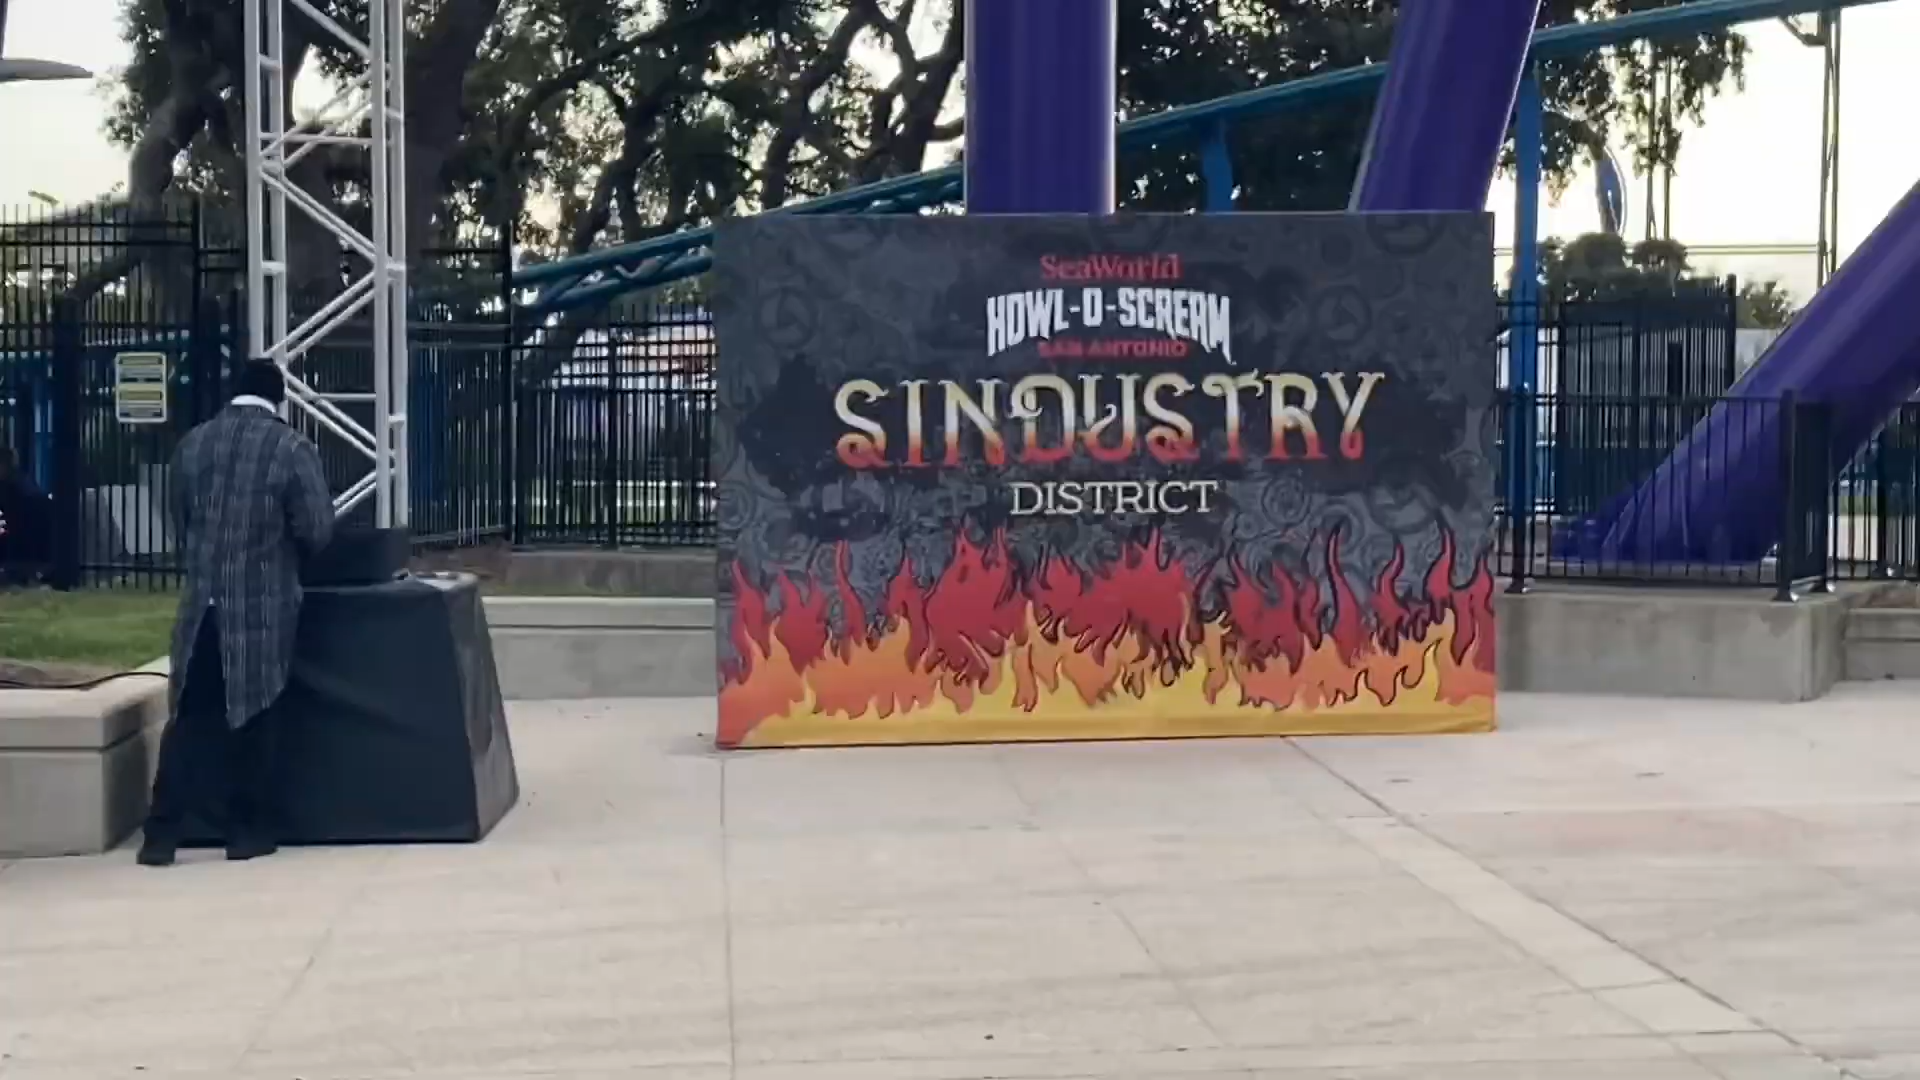 SeaWorld
HOWL-O-SCREAM
SAN ANTONIO
SINDUSTRY
DISTRICT